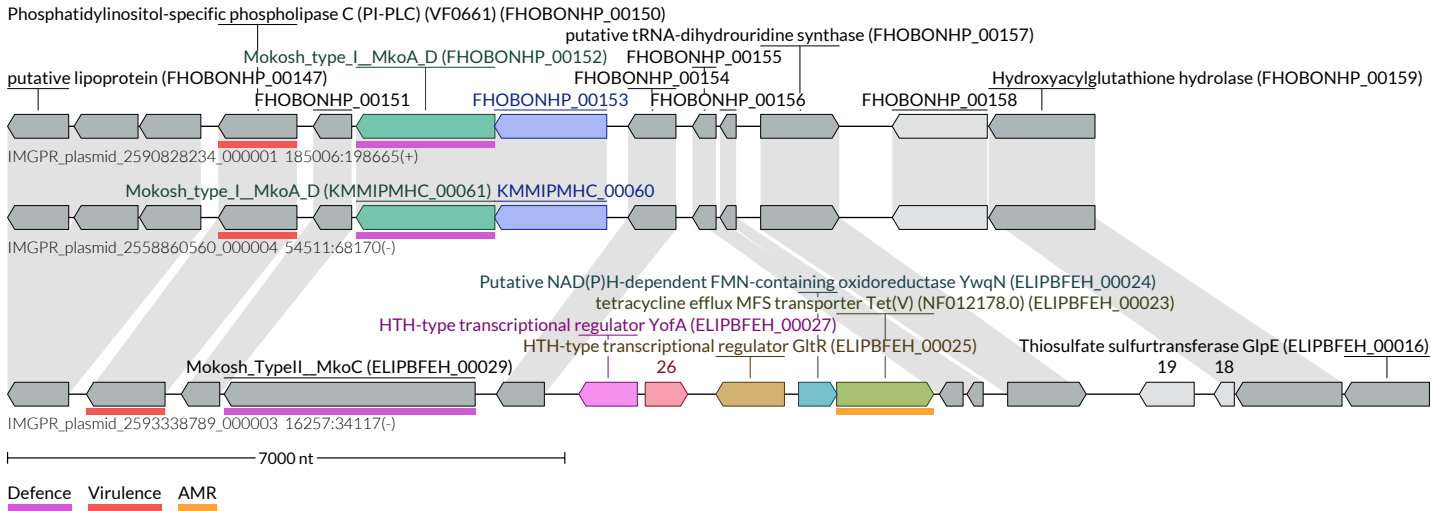 Phosphatidylinositol-specific phospholipase C (PI-PLC) (VF0661) (FHOBONHP_00150)
putative tRNA-dihydrouridine synthase (FHOBONHP_00157)
Mokosh_type_I__MkoA_D (FHOBONHP_00152) FHOBONHP_00155
putative lipoprotein (FHOBONHP_00147) FHOBONHP_00154 Hydroxyacylglutathione hydrolase (FHOBONHP_00159)
FHOBONHP_00151 FHOBONHP_00153 FHOBONHP_00156 FHOBONHP_00158
IMGPR_plasmid_2590828234_000001 185006:198665(+)
Mokosh_type_I__MkoA_D (KMMIPMHC_00061) KMMIPMHC_00060
IMGPR_plasmid_2558860560_000004 54511:68170(-)
Putative NAD(P)H-dependent FMN-containing oxidoreductase YwqN (ELIPBFEH_00024)
tetracycline efflux MFS transporter Tet(V) (NF012178.0) (ELIPBFEH_00023)
HTH-type transcriptional regulator YofA (ELIPBFEH_00027)
HTH-type transcriptional regulator GltR (ELIPBFEH_00025) Thiosulfate sulfurtransferase GlpE (ELIPBFEH_00016)
Mokosh_TypeII__MkoC (ELIPBFEH_00029) 26 19 18
IMGPR_plasmid_2593338789_000003 16257:34117(-)
7000 nt
Defence Virulence AMR